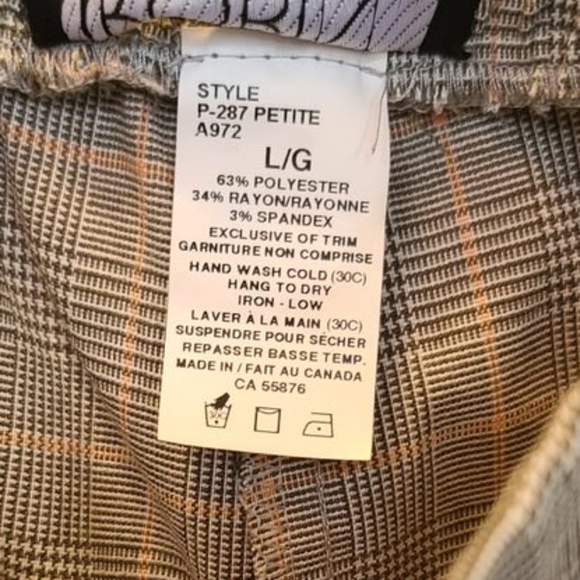 STYLE
P-287 PETITE
A972
L/G
63% POLYESTER
34% RAYON/RAYONNE
3% SPANDEX
EXCLUSIVE OF TRIM
GARNITURE NON COMPRISE
HAND WASH COLD (30C)
HANG TO DRY
IRON - LOW
LAVER À LA MAIN (30C)
SUSPENDRE POUR SÉCHER
REPASSER BASSE TEMP.
MADE IN / FAIT AU CANADA
CA 55876